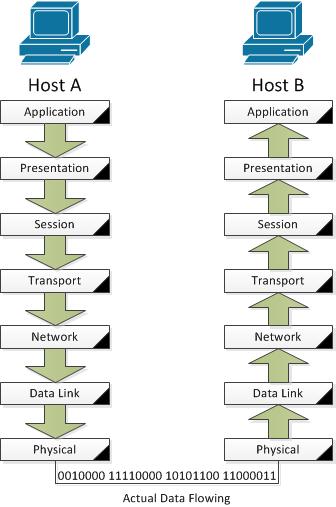 Host A
Host B
Application
Application
Presentation
Presentation
Session
Session
Transport
Transport
Network
Network
Data Link
Data Link
Physical
Physical
0010000 11110000 10101100 11000011
Actual Data Flowing